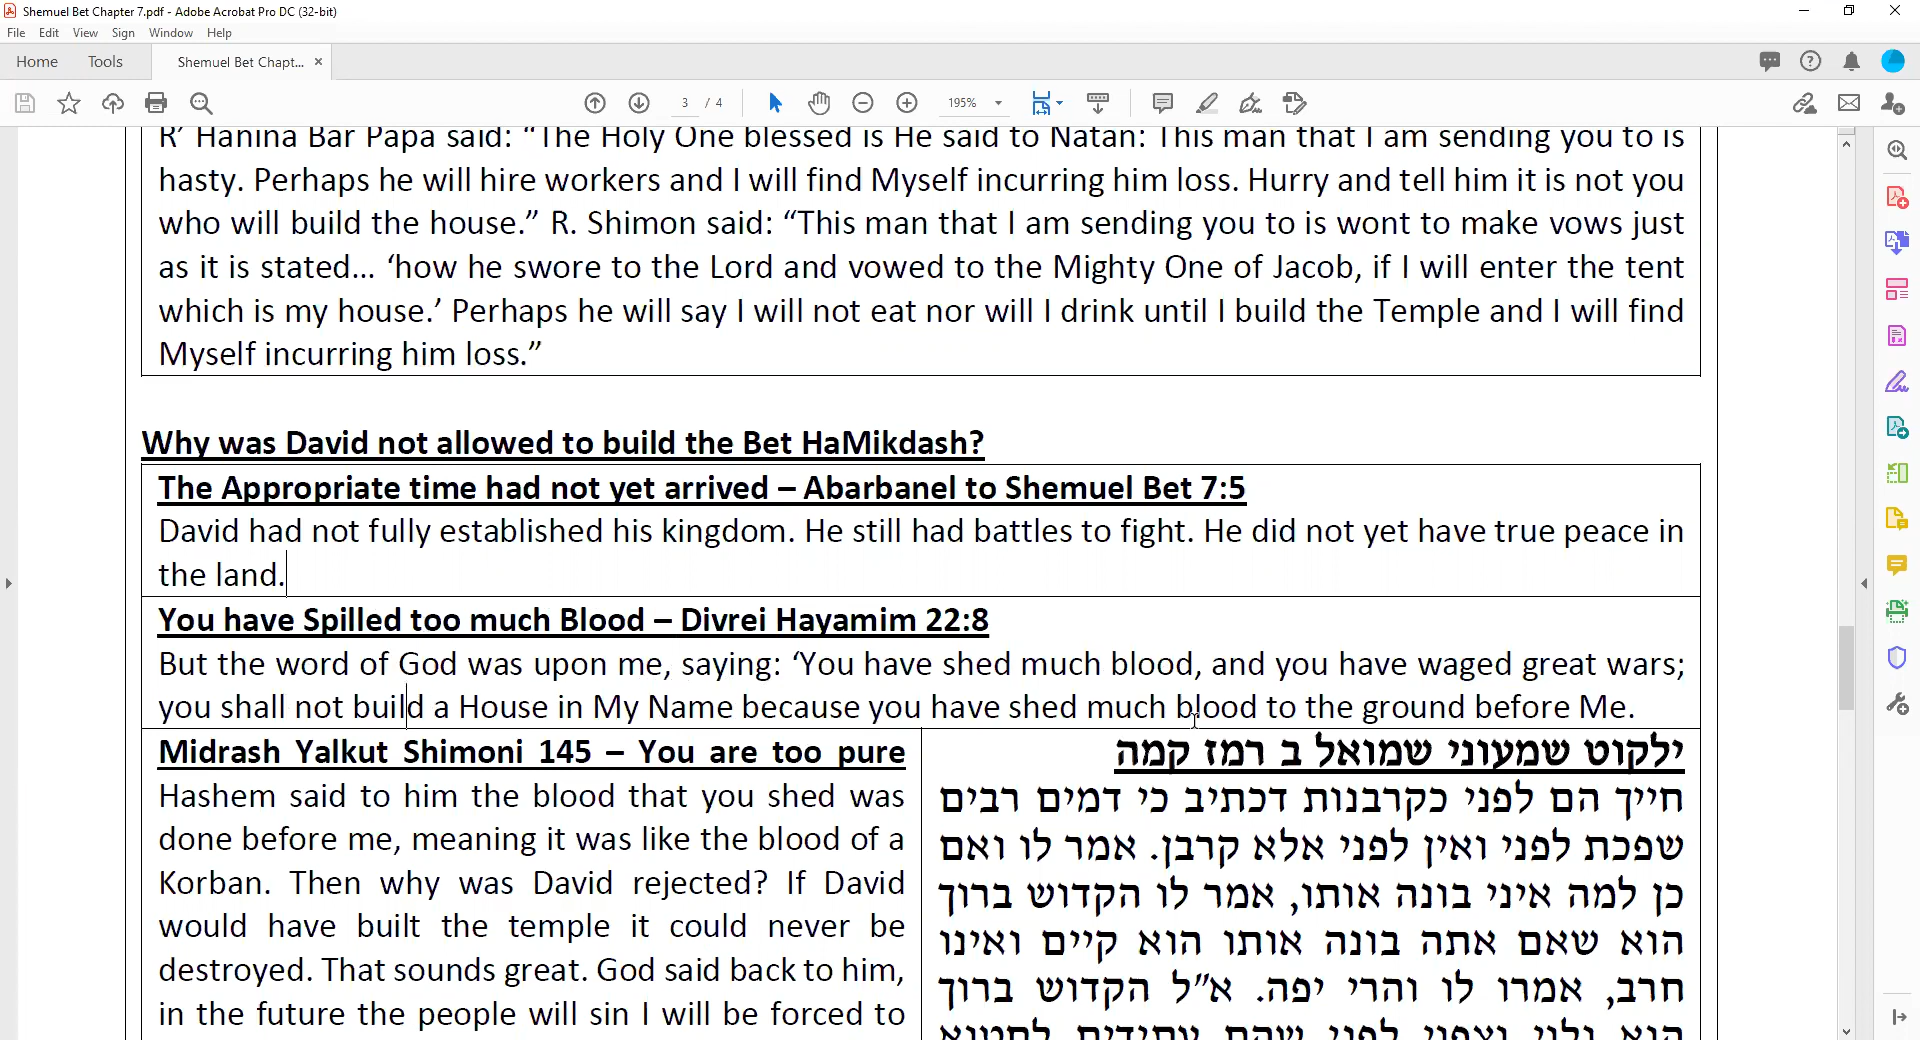 Shemuel Bet Chapter 7.pdf - Adobe Acrobat Pro DC (32-bit)
File Edit View Sign Window Help
Home Tools Shemuel Bet Chapt... ×
3 / 4 195%
R’ Hanina Bar Papa said: “The Holy One blessed is He said to Natan: This man that I am sending you to is
hasty. Perhaps he will hire workers and I will find Myself incurring him loss. Hurry and tell him it is not you
who will build the house.” R. Shimon said: “This man that I am sending you to is wont to make vows just
as it is stated... ‘how he swore to the Lord and vowed to the Mighty One of Jacob, if I will enter the tent
which is my house.’ Perhaps he will say I will not eat nor will I drink until I build the Temple and I will find
Myself incurring him loss.”
Why was David not allowed to build the Bet HaMikdash?
The Appropriate time had not yet arrived – Abarbanel to Shemuel Bet 7:5
David had not fully established his kingdom. He still had battles to fight. He did not yet have true peace in
the land.
You have Spilled too much Blood – Divrei Hayamim 22:8
But the word of God was upon me, saying: ‘You have shed much blood, and you have waged great wars;
you shall not build a House in My Name because you have shed much blood to the ground before Me.
Midrash Yalkut Shimoni 145 – You are too pure
Hashem said to him the blood that you shed was
done before me, meaning it was like the blood of a
Korban. Then why was David rejected? If David
would have built the temple it could never be
destroyed. That sounds great. God said back to him,
in the future the people will sin I will be forced to
ילקוט שמעוני שמואל ב רמז קמה
חייך הם לפני כקרבנות דכתיב כי דמים רבים
שפכת לפני ואין לפני אלא קרבן. אמר לו ואם
כן למה איני בונה אותו, אמר לו הקדוש ברוך
הוא שאם אתה בונה אותו הוא קיים ואינו
חרב, אמרו לו והרי יפה. א״ל הקדוש ברוך
הוא גלוי וצפוי לפני שהם עתידים לחטוא